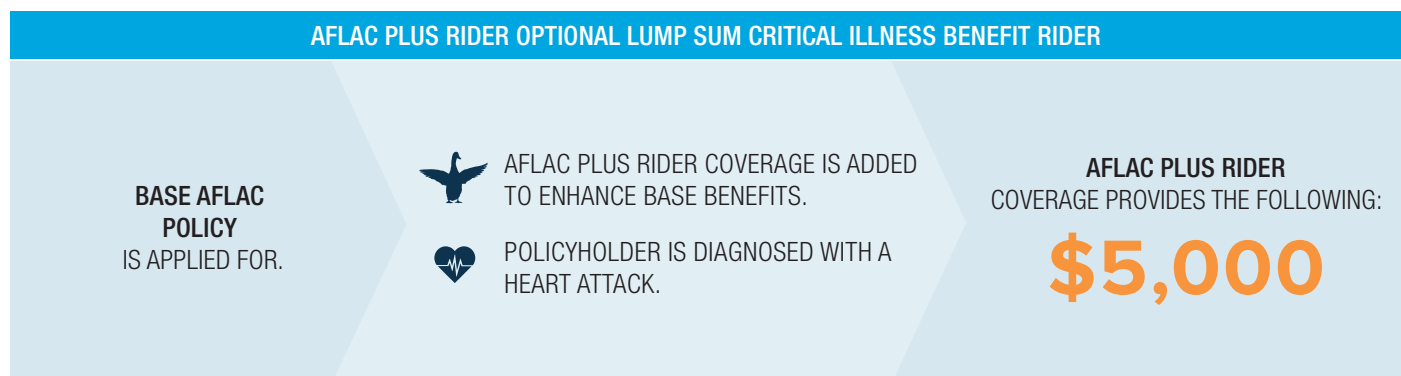 AFLAC PLUS RIDER OPTIONAL LUMP SUM CRITICAL ILLNESS BENEFIT RIDER
BASE AFLAC
POLICY
IS APPLIED FOR.
AFLAC PLUS RIDER COVERAGE IS ADDED
TO ENHANCE BASE BENEFITS.
POLICYHOLDER IS DIAGNOSED WITH A
HEART ATTACK.
AFLAC PLUS RIDER
COVERAGE PROVIDES THE FOLLOWING:
$5,000